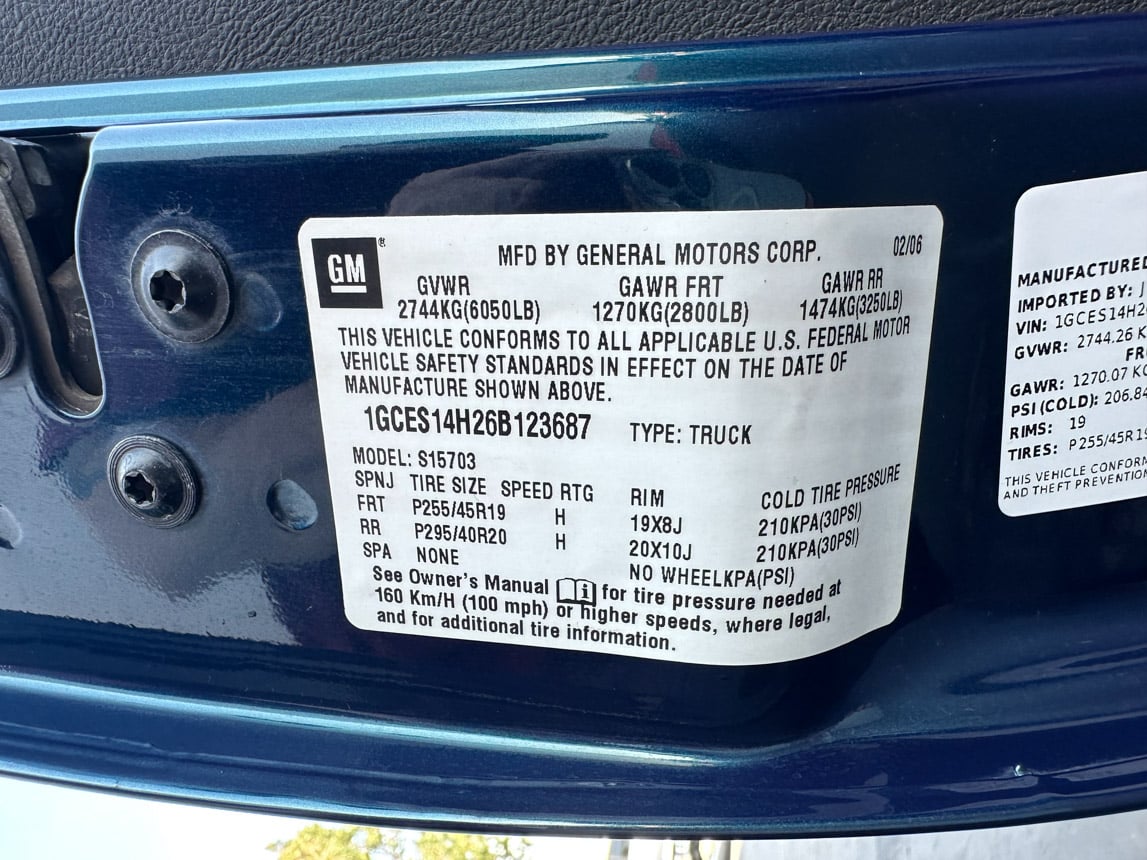 GM ®
MFD BY GENERAL MOTORS CORP. 02/06
GVWR GAWR FRT GAWR RR
2744KG(6050LB) 1270KG(2800LB) 1474KG(3250LB)
THIS VEHICLE CONFORMS TO ALL APPLICABLE U.S. FEDERAL MOTOR
VEHICLE SAFETY STANDARDS IN EFFECT ON THE DATE OF
MANUFACTURE SHOWN ABOVE.
1GCES14H26B123687 TYPE: TRUCK
MODEL: S15703
SPNJ TIRE SIZE SPEED RTG RIM COLD TIRE PRESSURE
FRT P255/45R19 H 19X8J 210KPA(30PSI)
RR P295/40R20 H 20X10J 210KPA(30PSI)
SPA NONE NO WHEELKPA(PSI)
See Owner's Manual i for tire pressure needed at
160 Km/H (100 mph) or higher speeds, where legal,
and for additional tire information.
MANUFACTURED
IMPORTED BY: J
VIN: 1GCES14H2
GVWR: 2744.26 K
FR
GAWR: 1270.07 KG
PSI (COLD): 206.84
RIMS: 19
TIRES: P255/45R19
THIS VEHICLE CONFORM
AND THEFT PREVENTION